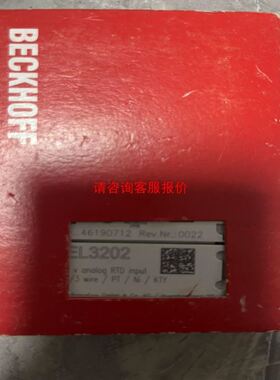 BECKHOFF
请咨询客服报价
46190712 Rev.Nr.:0022
EL3202
analog RTD input
/3 wire / PT / Ni / KTY